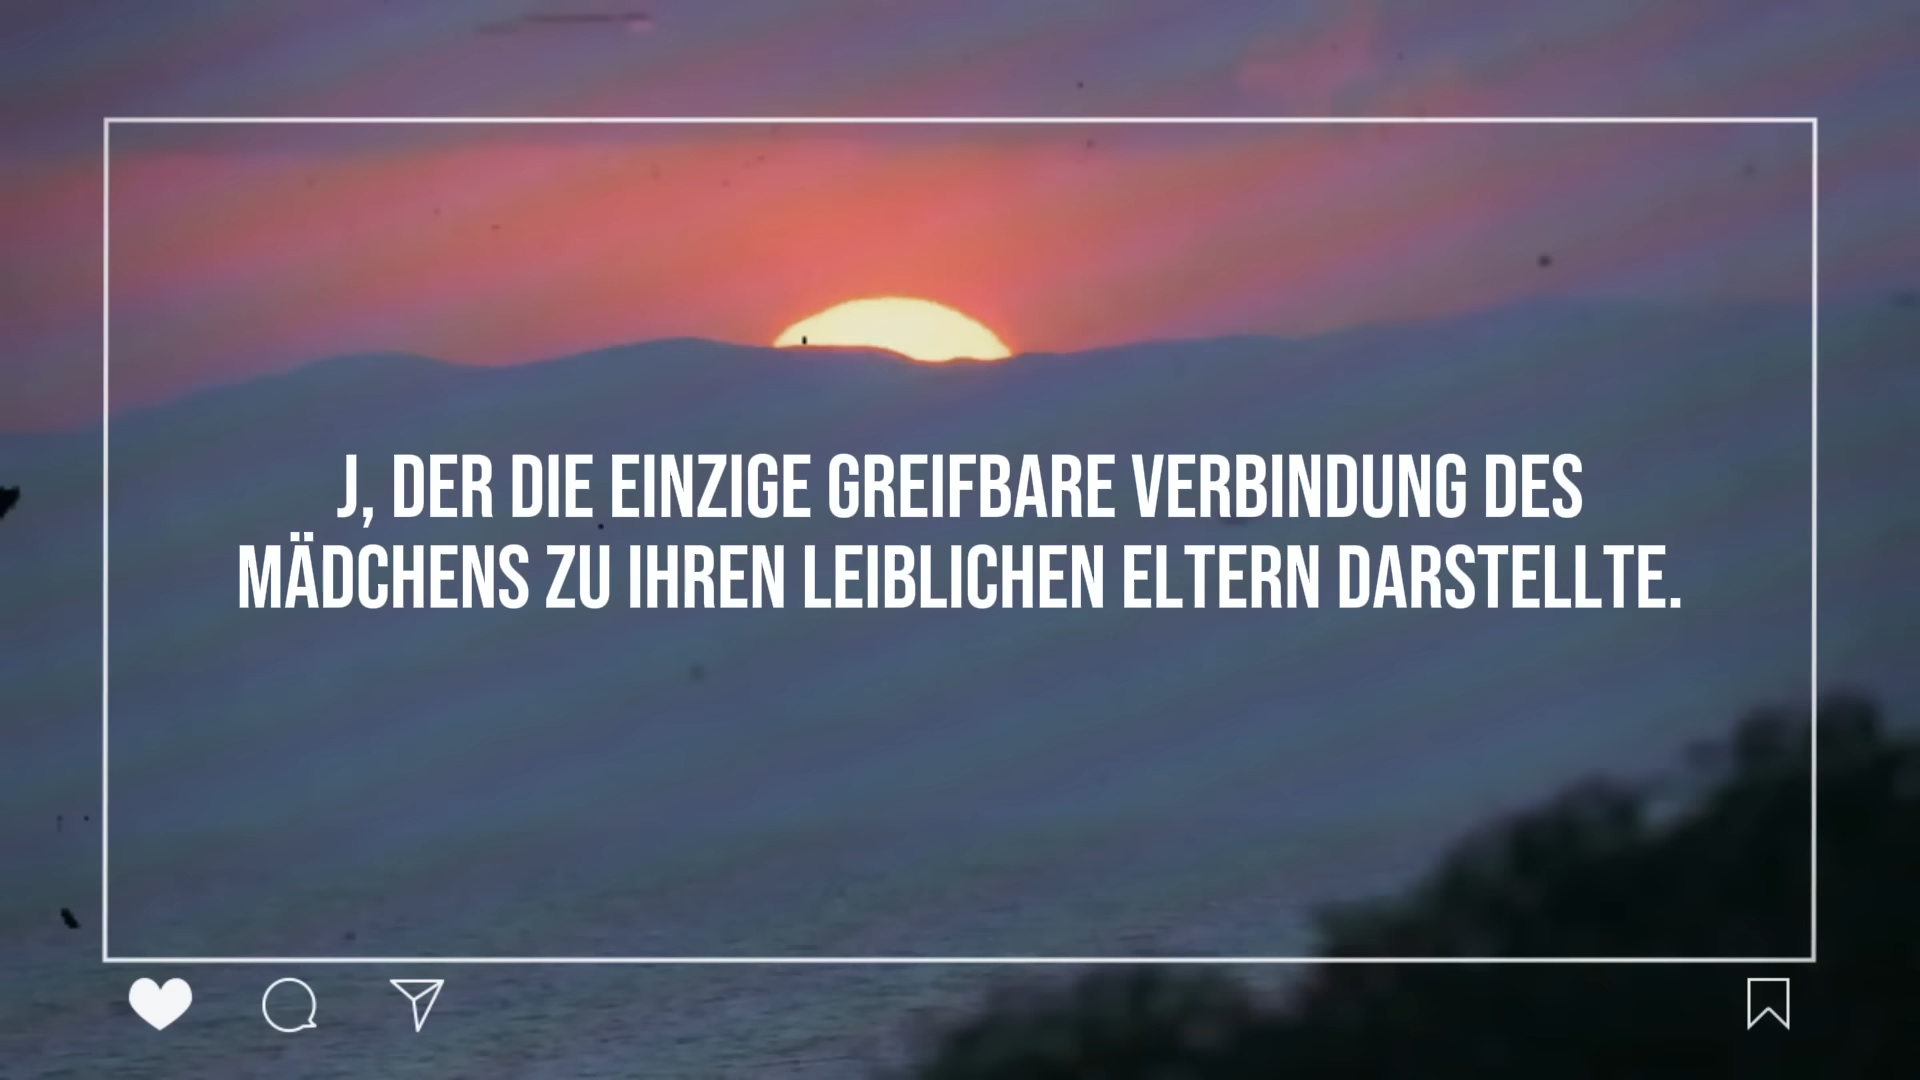 J, DER DIE EINZIGE GREIFBARE VERBINDUNG DES
MÄDCHENS ZU IHREN LEIBLICHEN ELTERN DARSTELLTE.